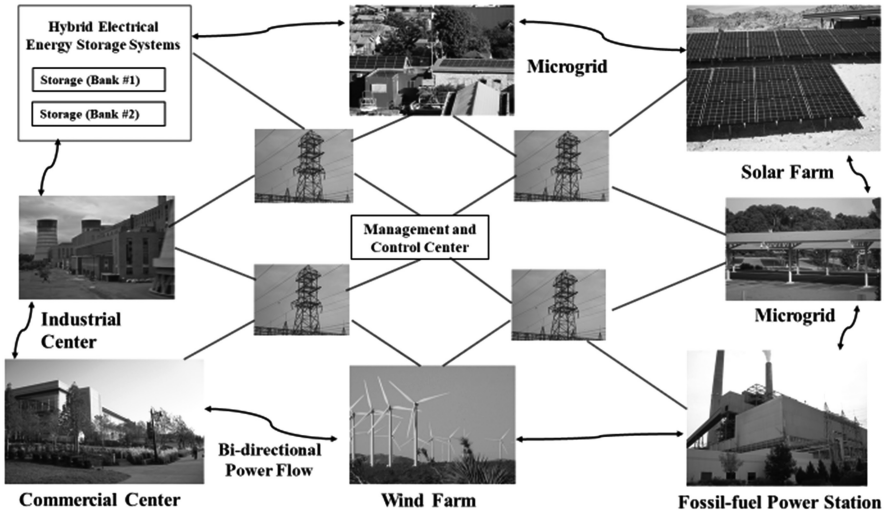 Hybrid Electrical
Energy Storage Systems
Storage (Bank #1)
Storage (Bank #2)
Microgrid
Solar Farm
Management and
Control Center
Industrial
Center
Microgrid
Bi-directional
Power Flow
Commercial Center
Wind Farm
Fossil-fuel Power Station